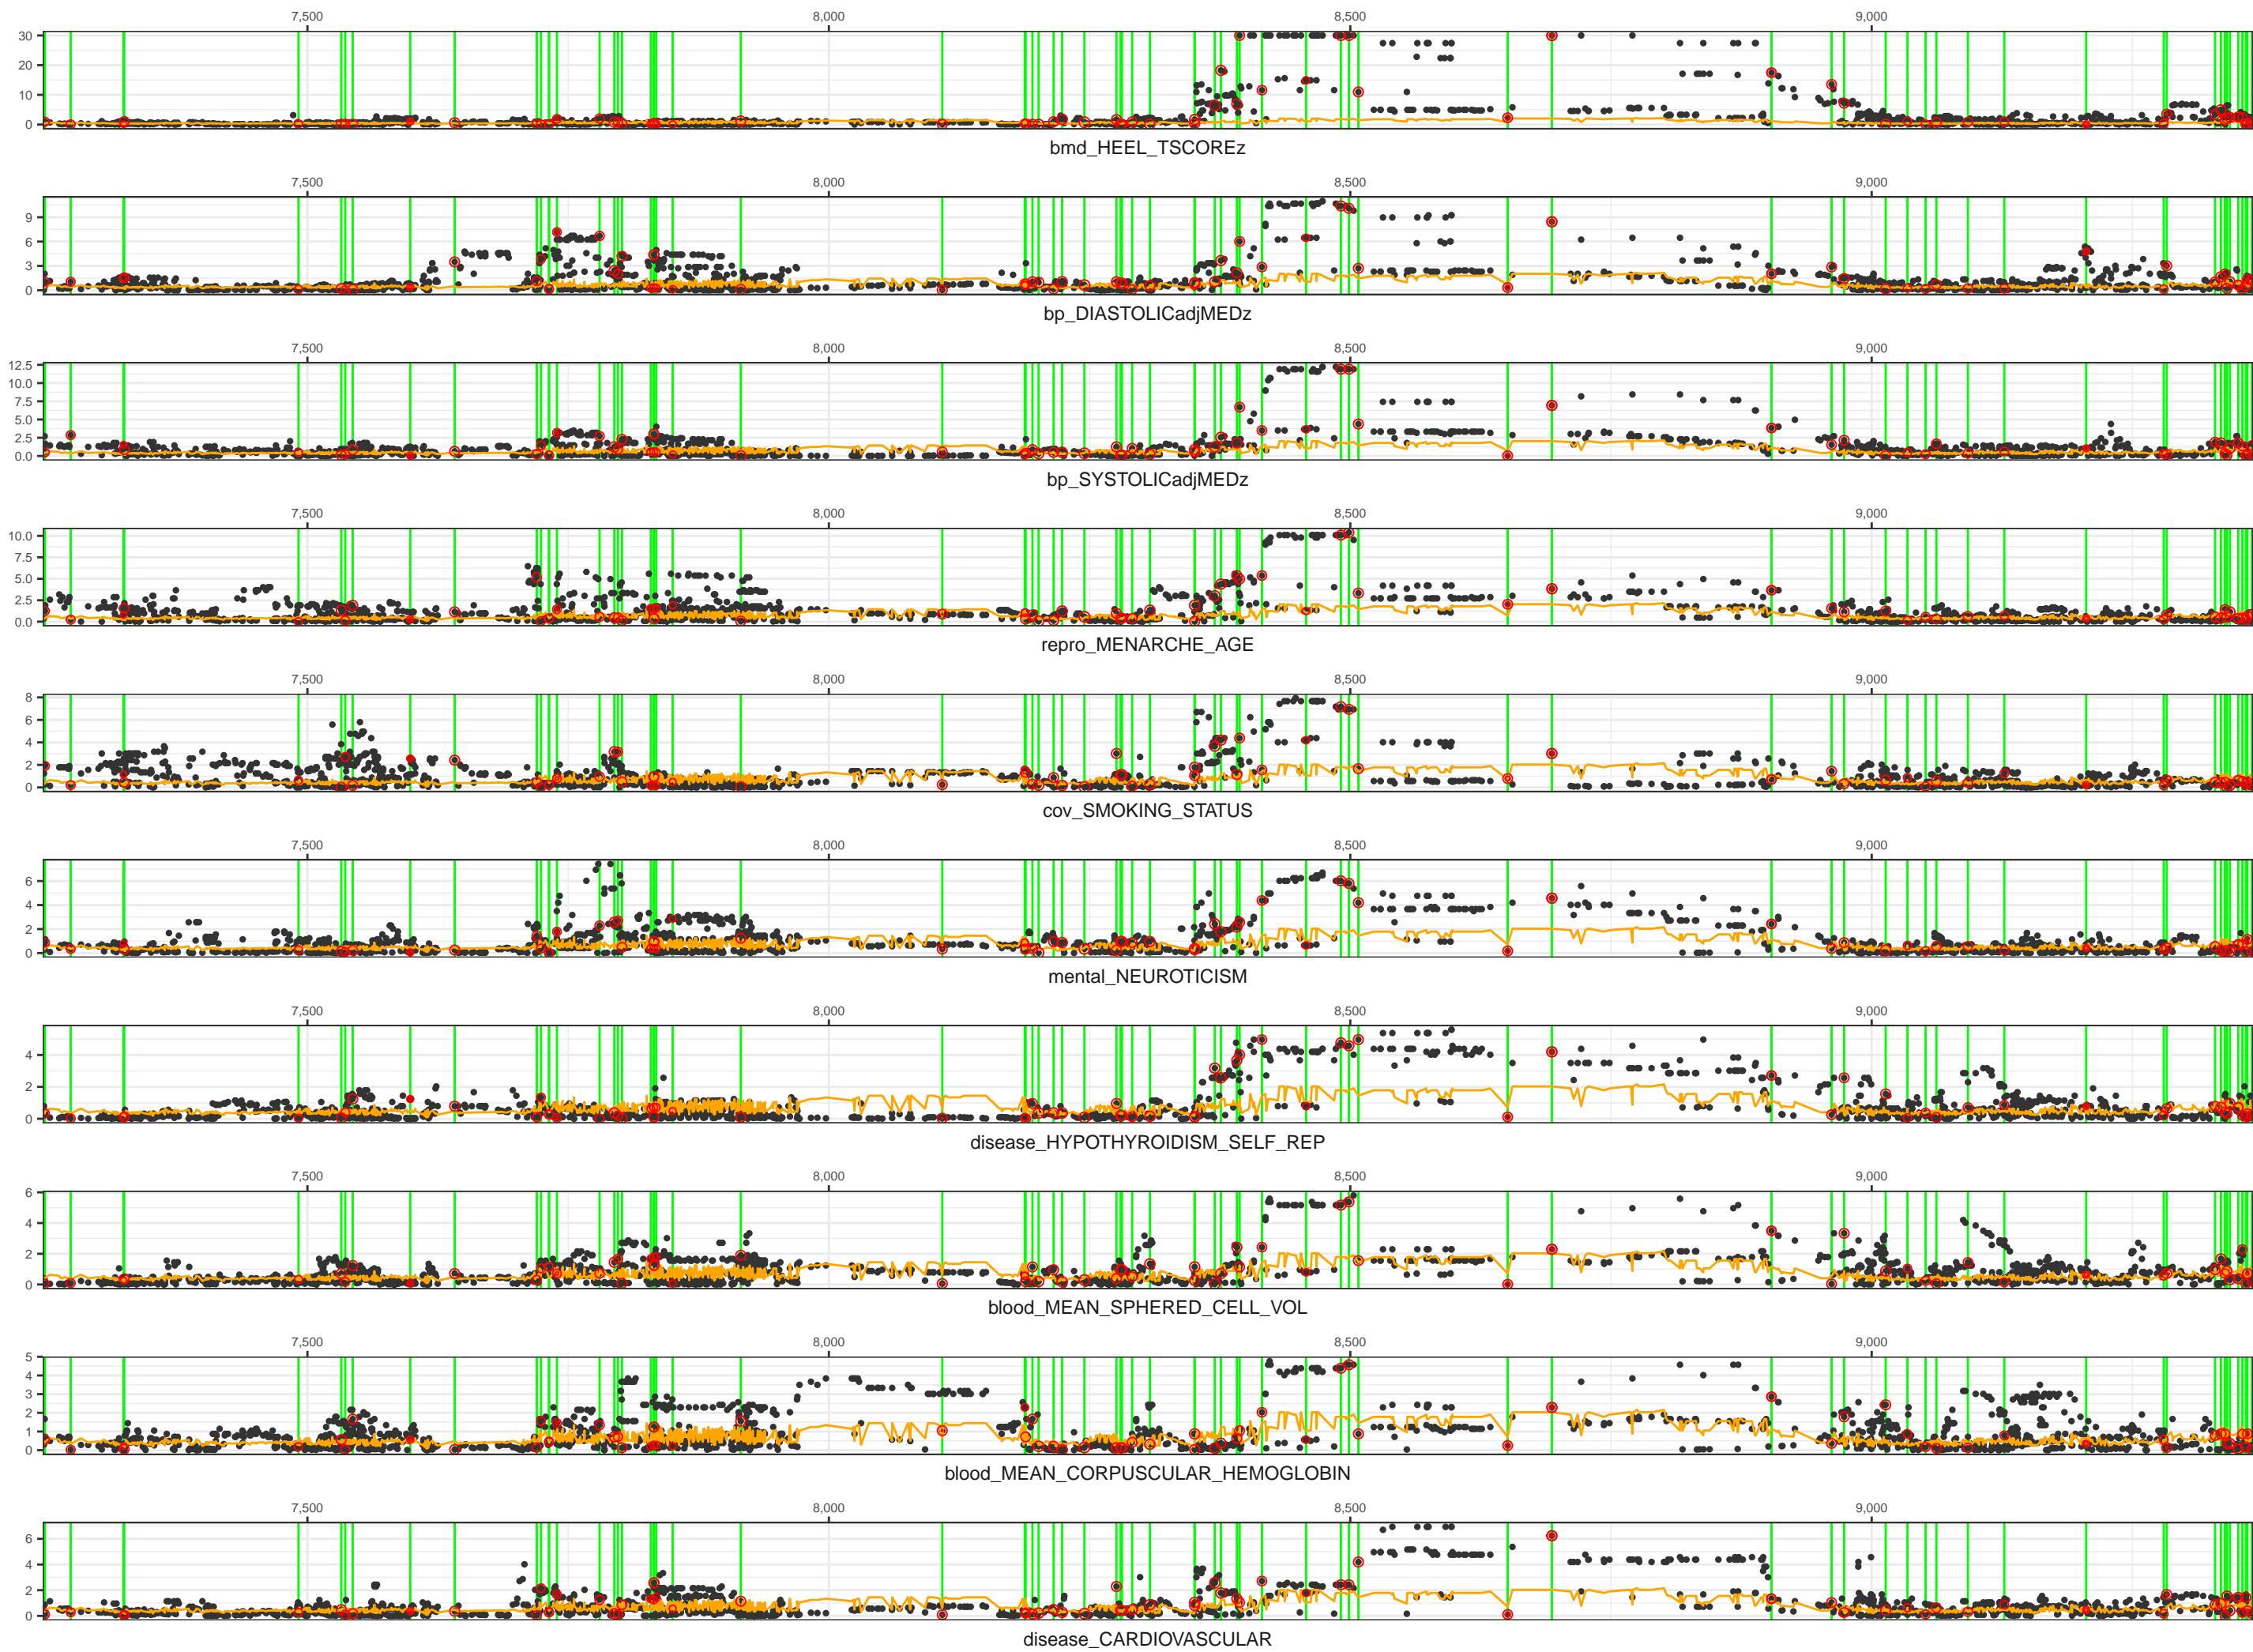 7,500 8,000 8,500 9,000
30
20
10
0
bmd_HEEL_TSCOREz
7,500 8,000 8,500 9,000
9
6
3
0
bp_DIASTOLICadjMEDz
7,500 8,000 8,500 9,000
12.5
10.0
7.5
5.0
2.5
0.0
bp_SYSTOLICadjMEDz
7,500 8,000 8,500 9,000
10.0
7.5
5.0
2.5
0.0
repro_MENARCHE_AGE
7,500 8,000 8,500 9,000
8
6
4
2
0
cov_SMOKING_STATUS
7,500 8,000 8,500 9,000
6
4
2
0
mental_NEUROTICISM
7,500 8,000 8,500 9,000
4
2
0
disease_HYPOTHYROIDISM_SELF_REP
7,500 8,000 8,500 9,000
6
4
2
0
blood_MEAN_SPHERED_CELL_VOL
7,500 8,000 8,500 9,000
5
4
3
2
1
0
blood_MEAN_CORPUSCULAR_HEMOGLOBIN
7,500 8,000 8,500 9,000
6
4
2
0
disease_CARDIOVASCULAR